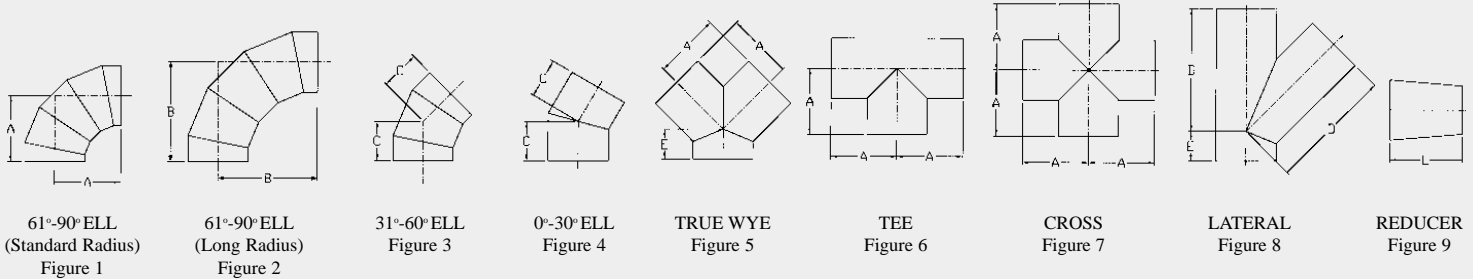 A
A
B
B
C
C
C
C
A
A
E
A
A
A
A
A
A
A
D
E
D
L
61°-90° ELL
(Standard Radius)
Figure 1
61°-90° ELL
(Long Radius)
Figure 2
31°-60° ELL
Figure 3
0°-30° ELL
Figure 4
TRUE WYE
Figure 5
TEE
Figure 6
CROSS
Figure 7
LATERAL
Figure 8
REDUCER
Figure 9